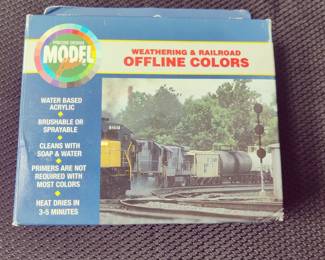 MODEL
WEATHERING & RAILROAD
OFFLINE COLORS
WATER BASED
ACRYLIC
BRUSHABLE OR
SPRAYABLE
CLEANS WITH
SOAP & WATER
PRIMERS ARE NOT
REQUIRED WITH
MOST COLORS
HEAT DRIES IN
3-5 MINUTES